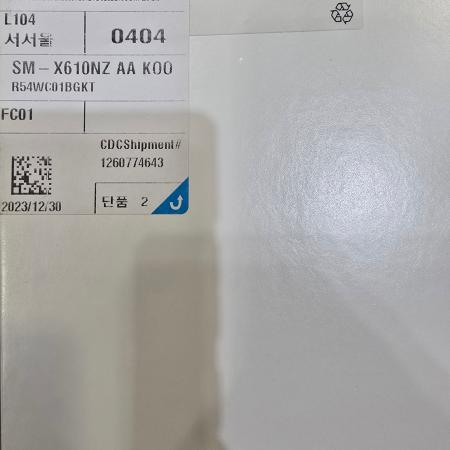 L104
서서울
0404
SM-X610NZ AA KOO
R54WC01BGKT
FC01
CDCShipment#
1260774643
2023/12/30
단품 2